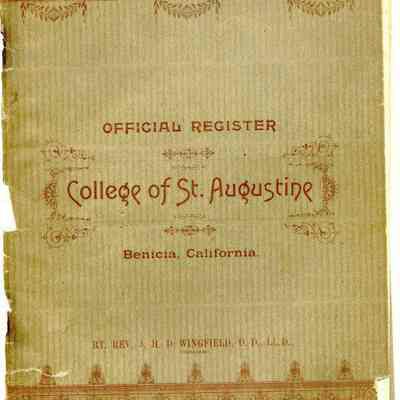 OFFICIAL REGISTER
College of St. Augustine
Benicia, California.
RT. REV. J. H. D. WINGFIELD, D. D., LL. D.,